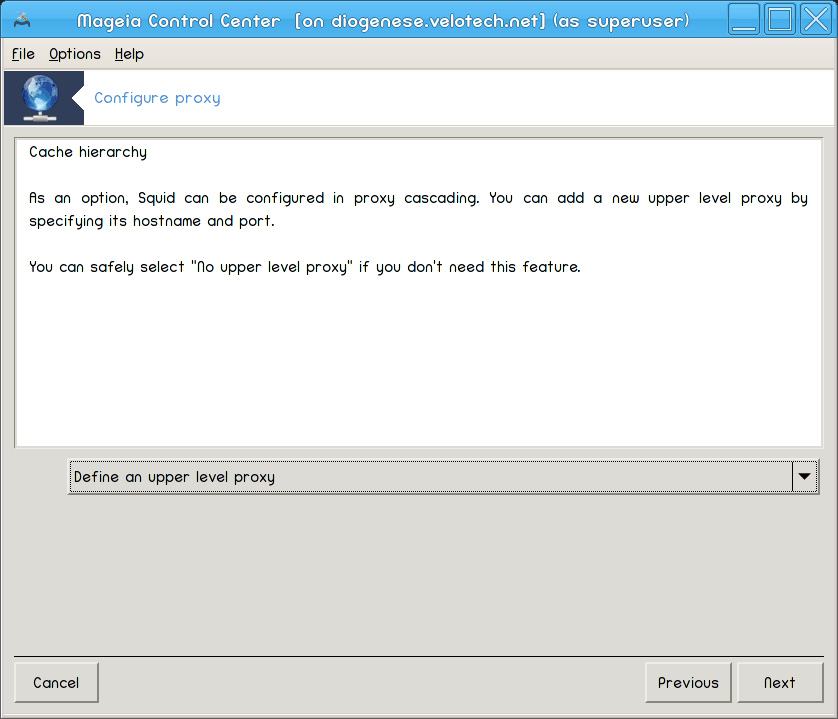 Mageia Control Center [on diogenese.velotech.net] (as superuser)
File Options Help
Configure proxy
Cache hierarchy
As an option, Squid can be configured in proxy cascading. You can add a new upper level proxy by
specifying its hostname and port.
You can safely select "No upper level proxy" if you don't need this feature.
Define an upper level proxy
Cancel Previous Next